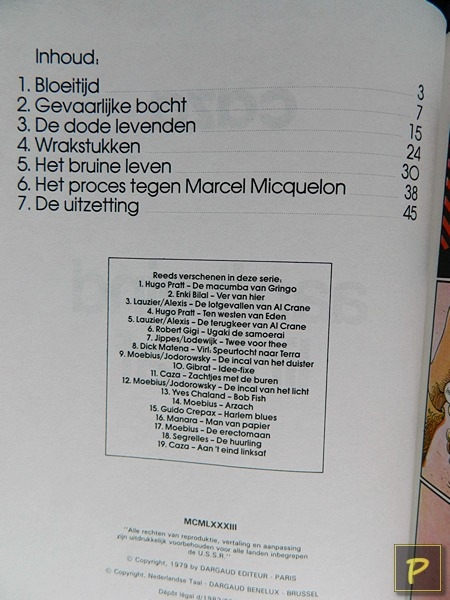 Inhoud:
1. Bloeitijd 3
2. Gevaarlijke bocht 7
3. De dode levenden 15
4. Wrakstukken 24
5. Het bruine leven 30
6. Het proces tegen Marcel Micquelon 38
7. De uitzetting 45
Reeds verschenen in deze serie:
1. Hugo Pratt – De macumba van Gringo
2. Enki Bilal – Ver van hier
3. Lauzier/Alexis – De lotgevallen van Al Crane
4. Hugo Pratt – Ten westen van Eden
5. Lauzier/Alexis – De terugkeer van Al Crane
6. Robert Gigi – Ugaki de samoerai
7. Jippes/Lodewijk – Twee voor thee
8. Dick Matena – Virl: Speurtocht naar Terra
9. Moebius/Jodorowsky – De incal van het duister
10. Gibrat – Idee-fixe
11. Caza – Zachtjes met de buren
12. Moebius/Jodorowsky – De incal van het licht
13. Yves Chaland – Bob Fish
14. Moebius – Arzach
15. Guido Crepax – Harlem blues
16. Manara – Man van papier
17. Moebius – De erectomaan
18. Segrelles – De huurling
19. Caza – Aan 't eind linksaf
MCMLXXXIII
"Alle rechten van reproduktie, vertaling en aanpassing
zijn uitdrukkelijk voorbehouden voor alle landen inbegrepen
de U.S.S.R."
© Copyright, 1979 by DARGAUD EDITEUR - PARIS
© Copyright, Nederlandse Taal - DARGAUD BENELUX - BRUSSEL
Dépôt légal d/1983/
P